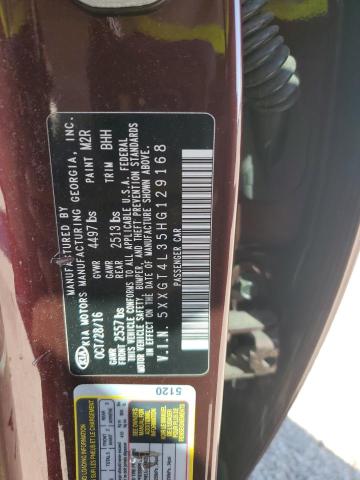 MANUFACTURED BY
KIA MOTORS MANUFACTURING GEORGIA, INC.
OCT/28/16 GVWR 4497 lbs PAINT M2R
GAWR FRONT 2557 lbs GAWR REAR 2513 lbs TRIM BHH
THIS VEHICLE CONFORMS TO ALL APPLICABLE U.S.A. FEDERAL
MOTOR VEHICLE SAFETY, BUMPER, AND THEFT PREVENTION
STANDARDS IN EFFECT ON THE DATE OF MANUFACTURE SHOWN ABOVE.
V.I.N. 5XXGT4L35HG129168
PASSENGER CAR
5120